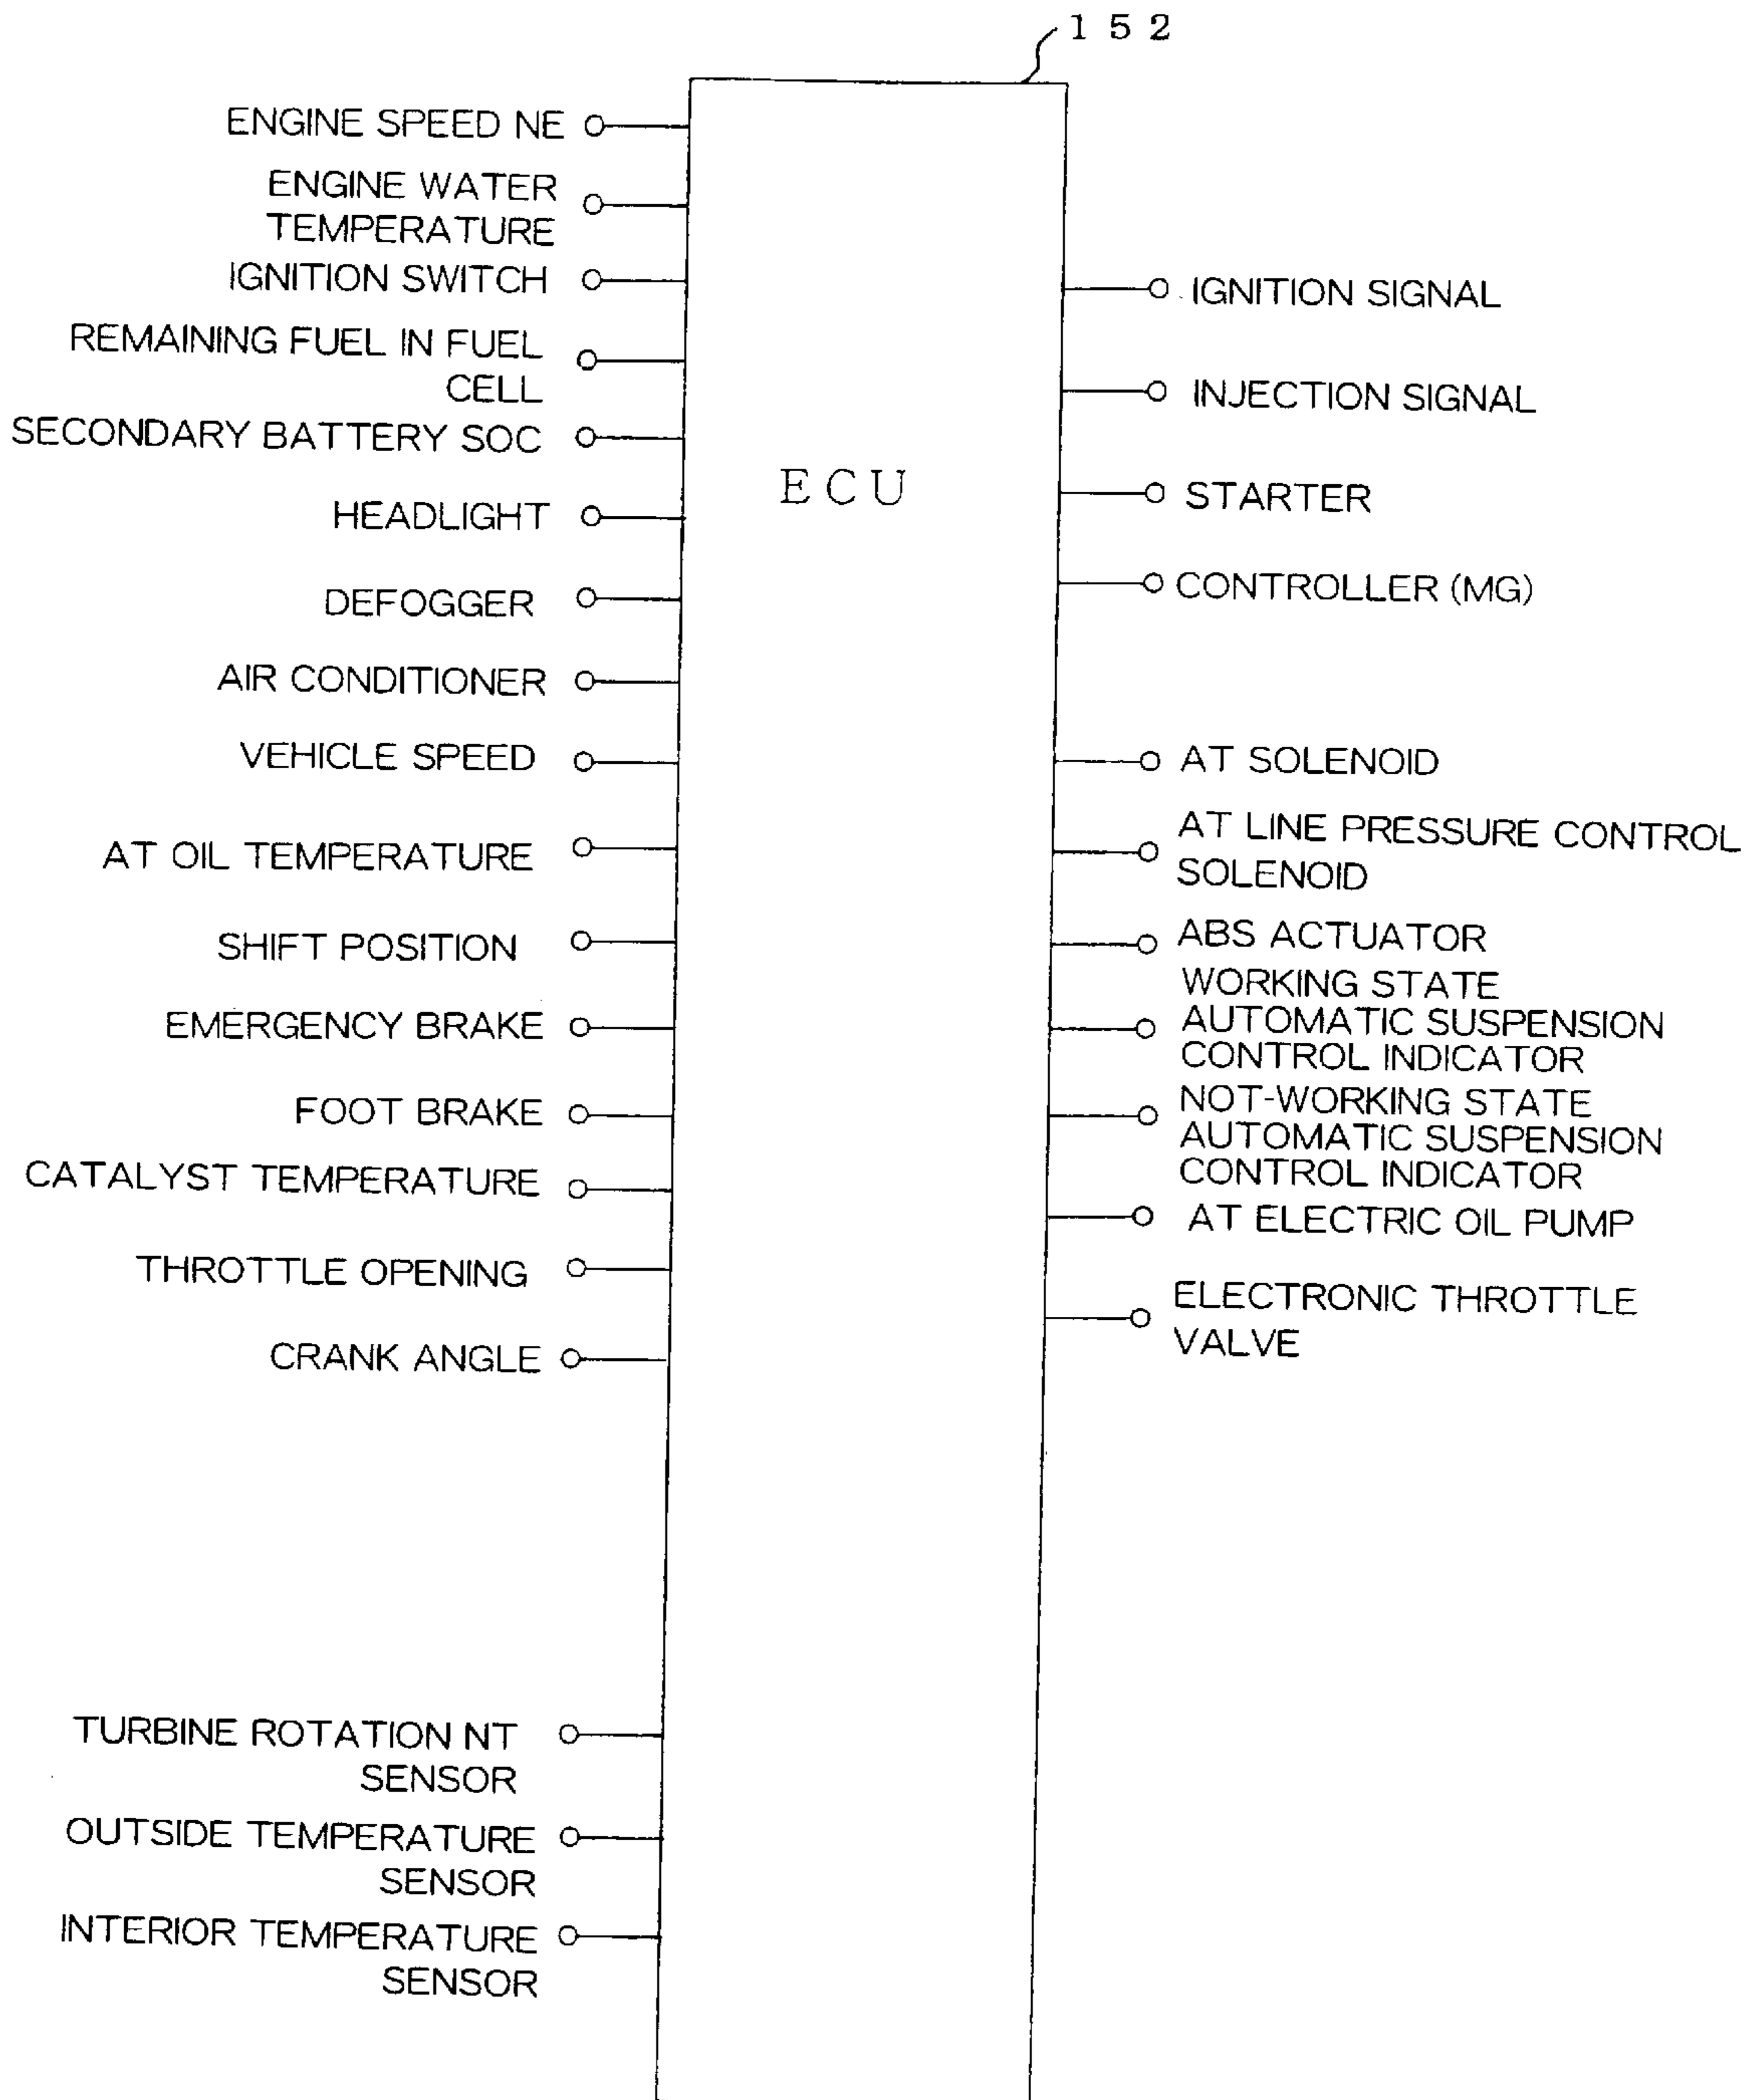 152
ENGINE SPEED NE
ENGINE WATER
TEMPERATURE
IGNITION SWITCH
REMAINING FUEL IN FUEL
CELL
SECONDARY BATTERY SOC
HEADLIGHT
DEFOGGER
AIR CONDITIONER
VEHICLE SPEED
AT OIL TEMPERATURE
SHIFT POSITION
EMERGENCY BRAKE
FOOT BRAKE
CATALYST TEMPERATURE
THROTTLE OPENING
CRANK ANGLE
TURBINE ROTATION NT
SENSOR
OUTSIDE TEMPERATURE
SENSOR
INTERIOR TEMPERATURE
SENSOR
ECU
IGNITION SIGNAL
INJECTION SIGNAL
STARTER
CONTROLLER (MG)
AT SOLENOID
AT LINE PRESSURE CONTROL
SOLENOID
ABS ACTUATOR
WORKING STATE
AUTOMATIC SUSPENSION
CONTROL INDICATOR
NOT-WORKING STATE
AUTOMATIC SUSPENSION
CONTROL INDICATOR
AT ELECTRIC OIL PUMP
ELECTRONIC THROTTLE
VALVE